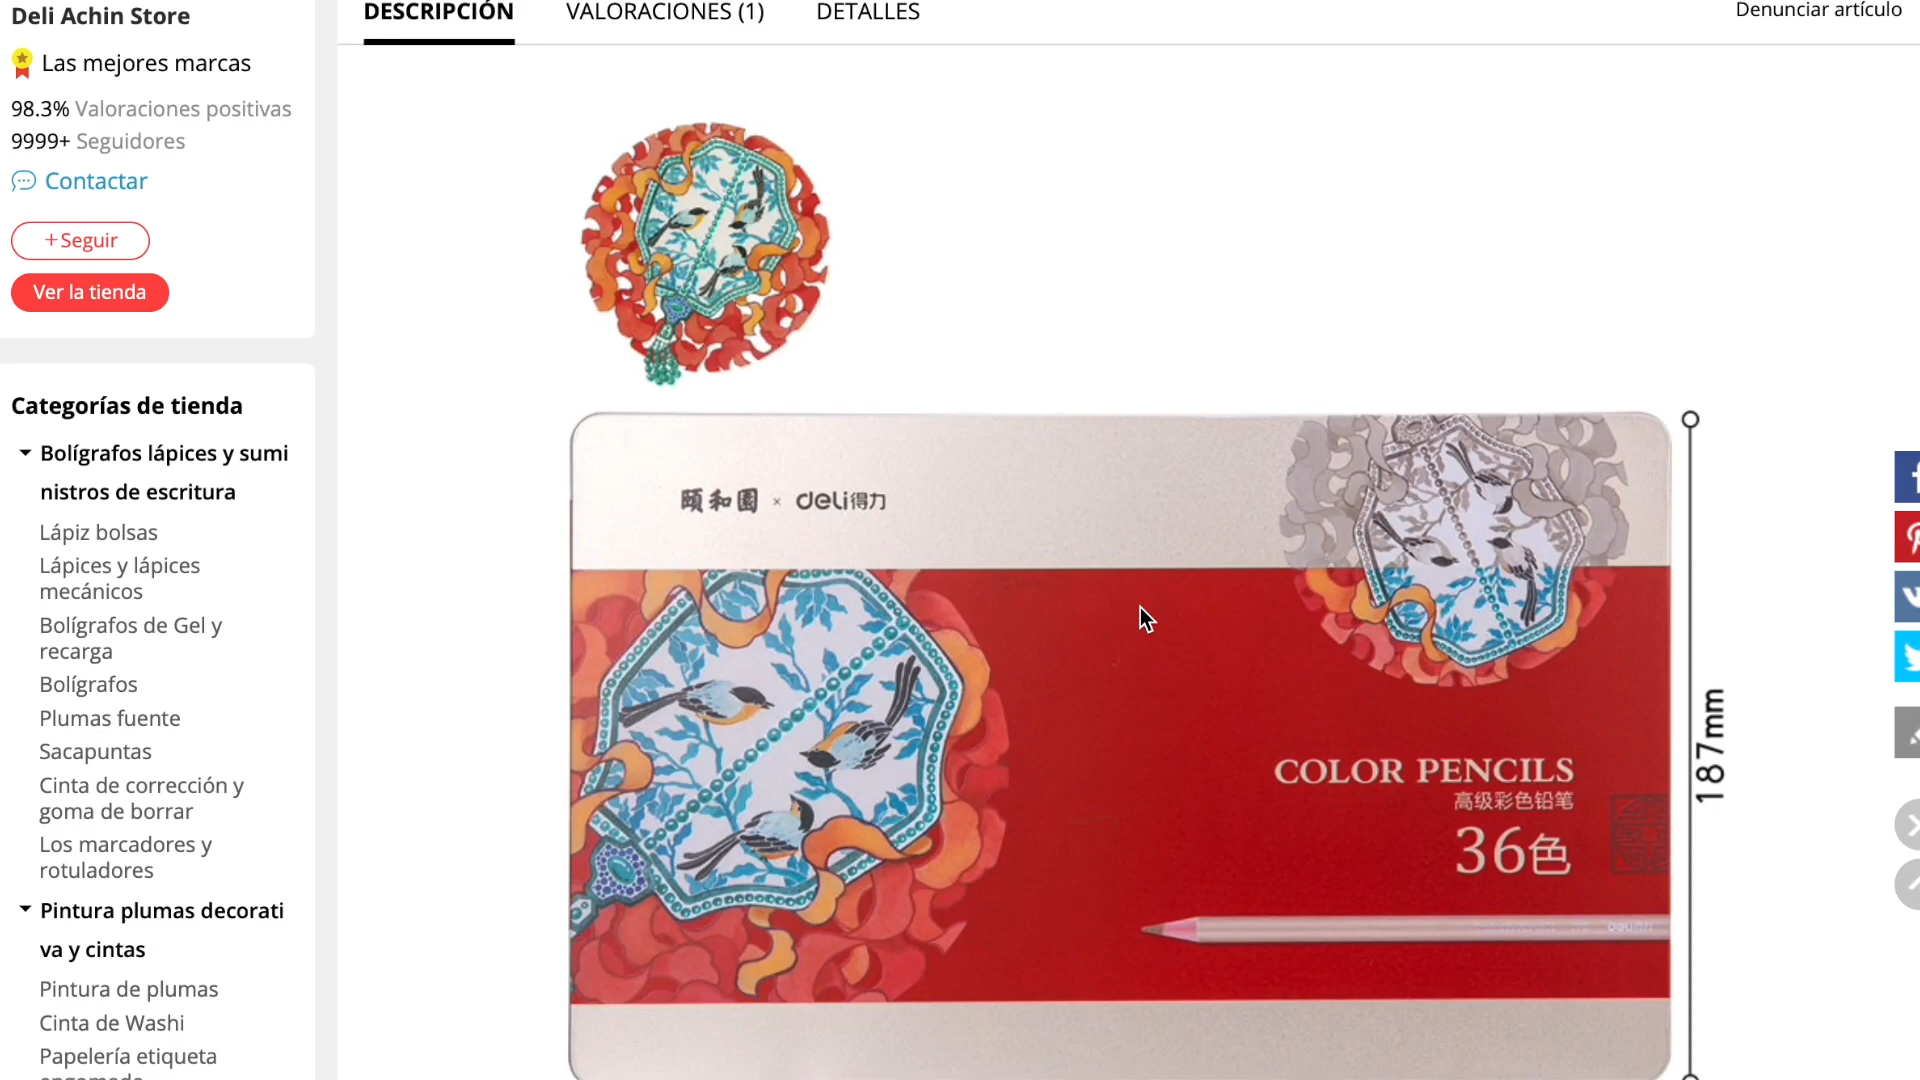 Deli Achin Store
Las mejores marcas
98.3% Valoraciones positivas
9999+ Seguidores
Contactar
+Seguir
Ver la tienda
Categorías de tienda
Bolígrafos lápices y sumi
nistros de escritura
Lápiz bolsas
Lápices y lápices
mecánicos
Bolígrafos de Gel y
recarga
Bolígrafos
Plumas fuente
Sacapuntas
Cinta de corrección y
goma de borrar
Los marcadores y
rotuladores
Pintura plumas decorati
va y cintas
Pintura de plumas
Cinta de Washi
Papelería etiqueta
DESCRIPCIÓN VALORACIONES (1) DETALLES
Denunciar artículo
頤和園 × deli得力
COLOR PENCILS
高级彩色铅笔
36色
187mm